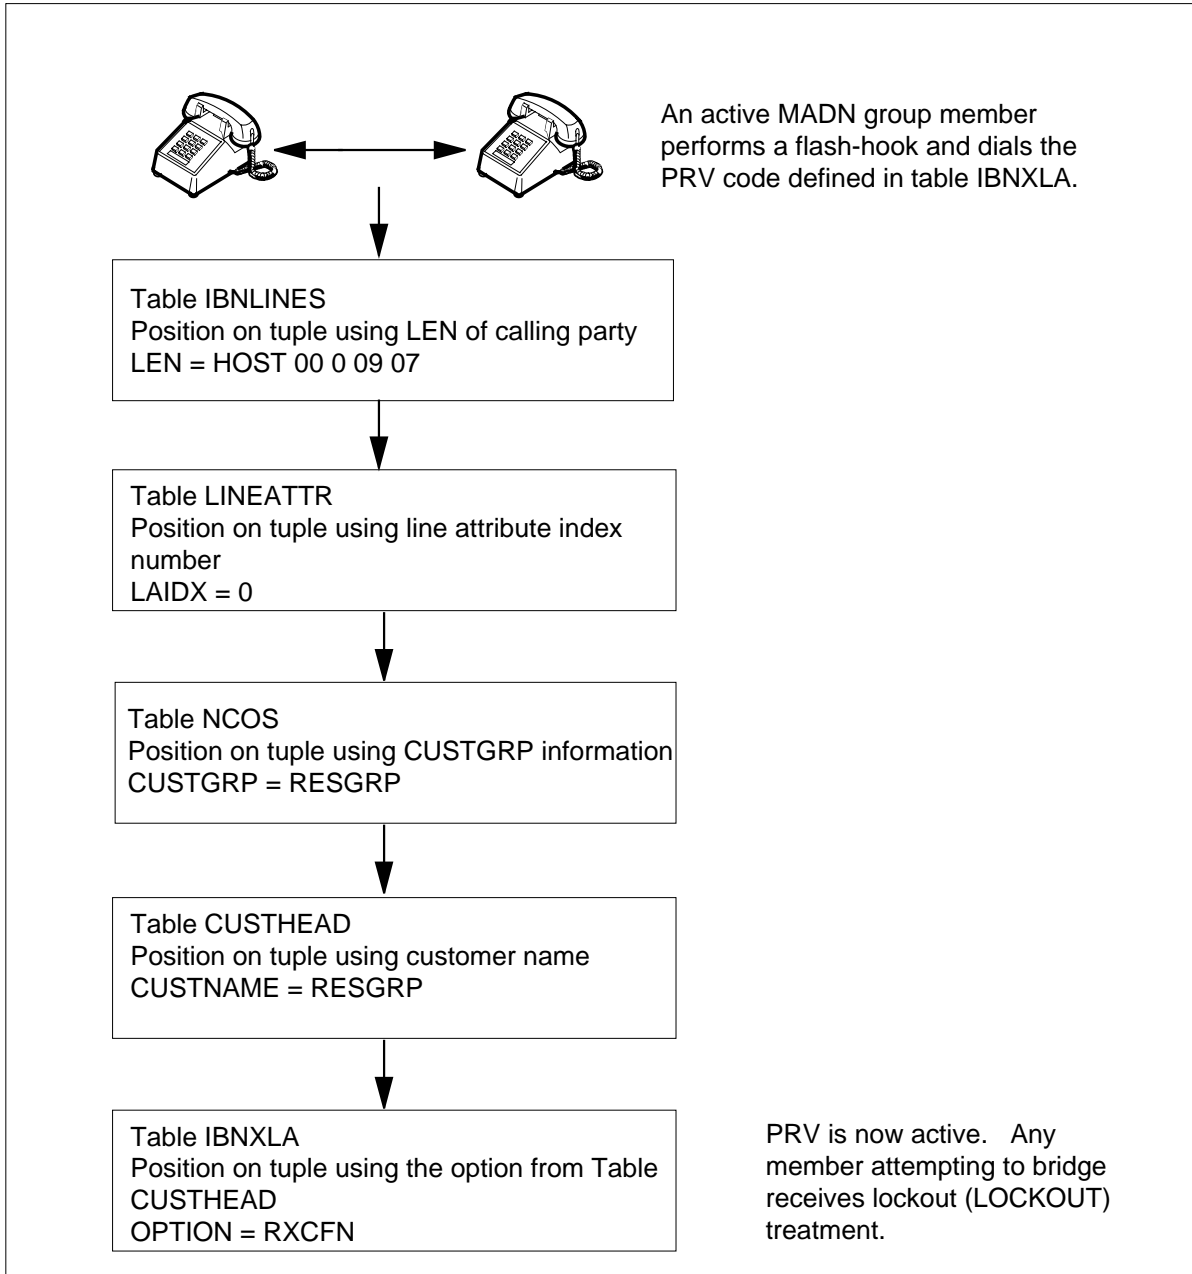 An active MADN group member
performs a flash-hook and dials the
PRV code defined in table IBNXLA.
Table IBNLINES
Position on tuple using LEN of calling party
LEN = HOST 00 0 09 07
Table LINEATTR
Position on tuple using line attribute index
number
LAIDX = 0
Table NCOS
Position on tuple using CUSTGRP information
CUSTGRP = RESGRP
Table CUSTHEAD
Position on tuple using customer name
CUSTNAME = RESGRP
Table IBNXLA
Position on tuple using the option from Table
CUSTHEAD
OPTION = RXCFN
PRV is now active.   Any
member attempting to bridge
receives lockout (LOCKOUT)
treatment.